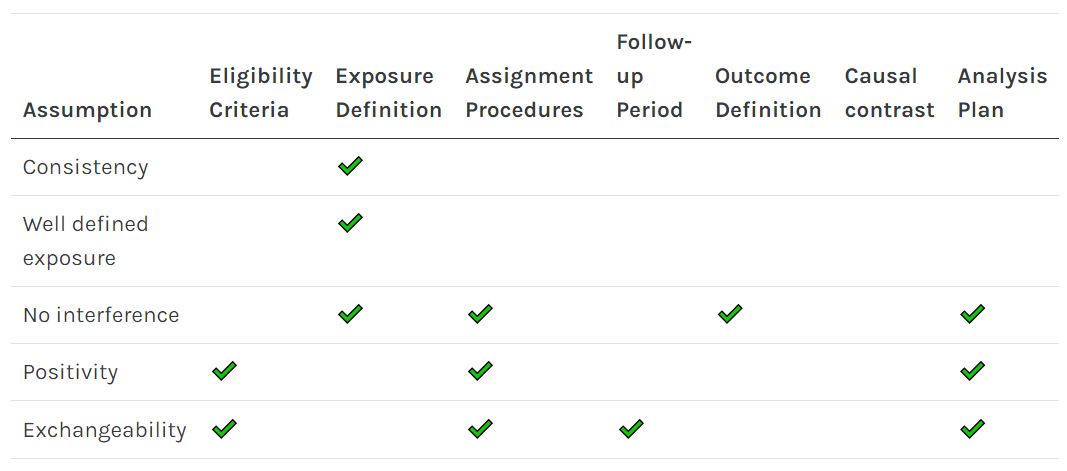 Assumption Eligibility Criteria Exposure Definition Assignment Procedures Follow-up Period Outcome Definition Causal contrast Analysis Plan
Consistency ✔
Well defined
exposure ✔
No interference ✔ ✔ ✔ ✔
Positivity ✔ ✔ ✔
Exchangeability ✔ ✔ ✔ ✔